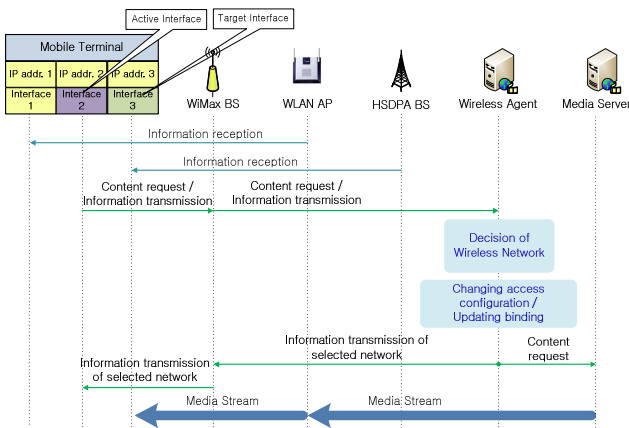 Active Interface
Target Interface
Mobile Terminal
IP addr. 1
IP addr. 2
IP addr. 3
Interface
1
Interface
2
Interface
3
WiMax BS
WLAN AP
HSDPA BS
Wireless Agent
Media Server
Information reception
Information reception
Content request /
Information transmission
Content request /
Information transmission
Decision of
Wireless Network
Changing access
configuration /
Updating binding
Information transmission of
selected network
Content
request
Information transmission
of selected network
Media Stream
Media Stream